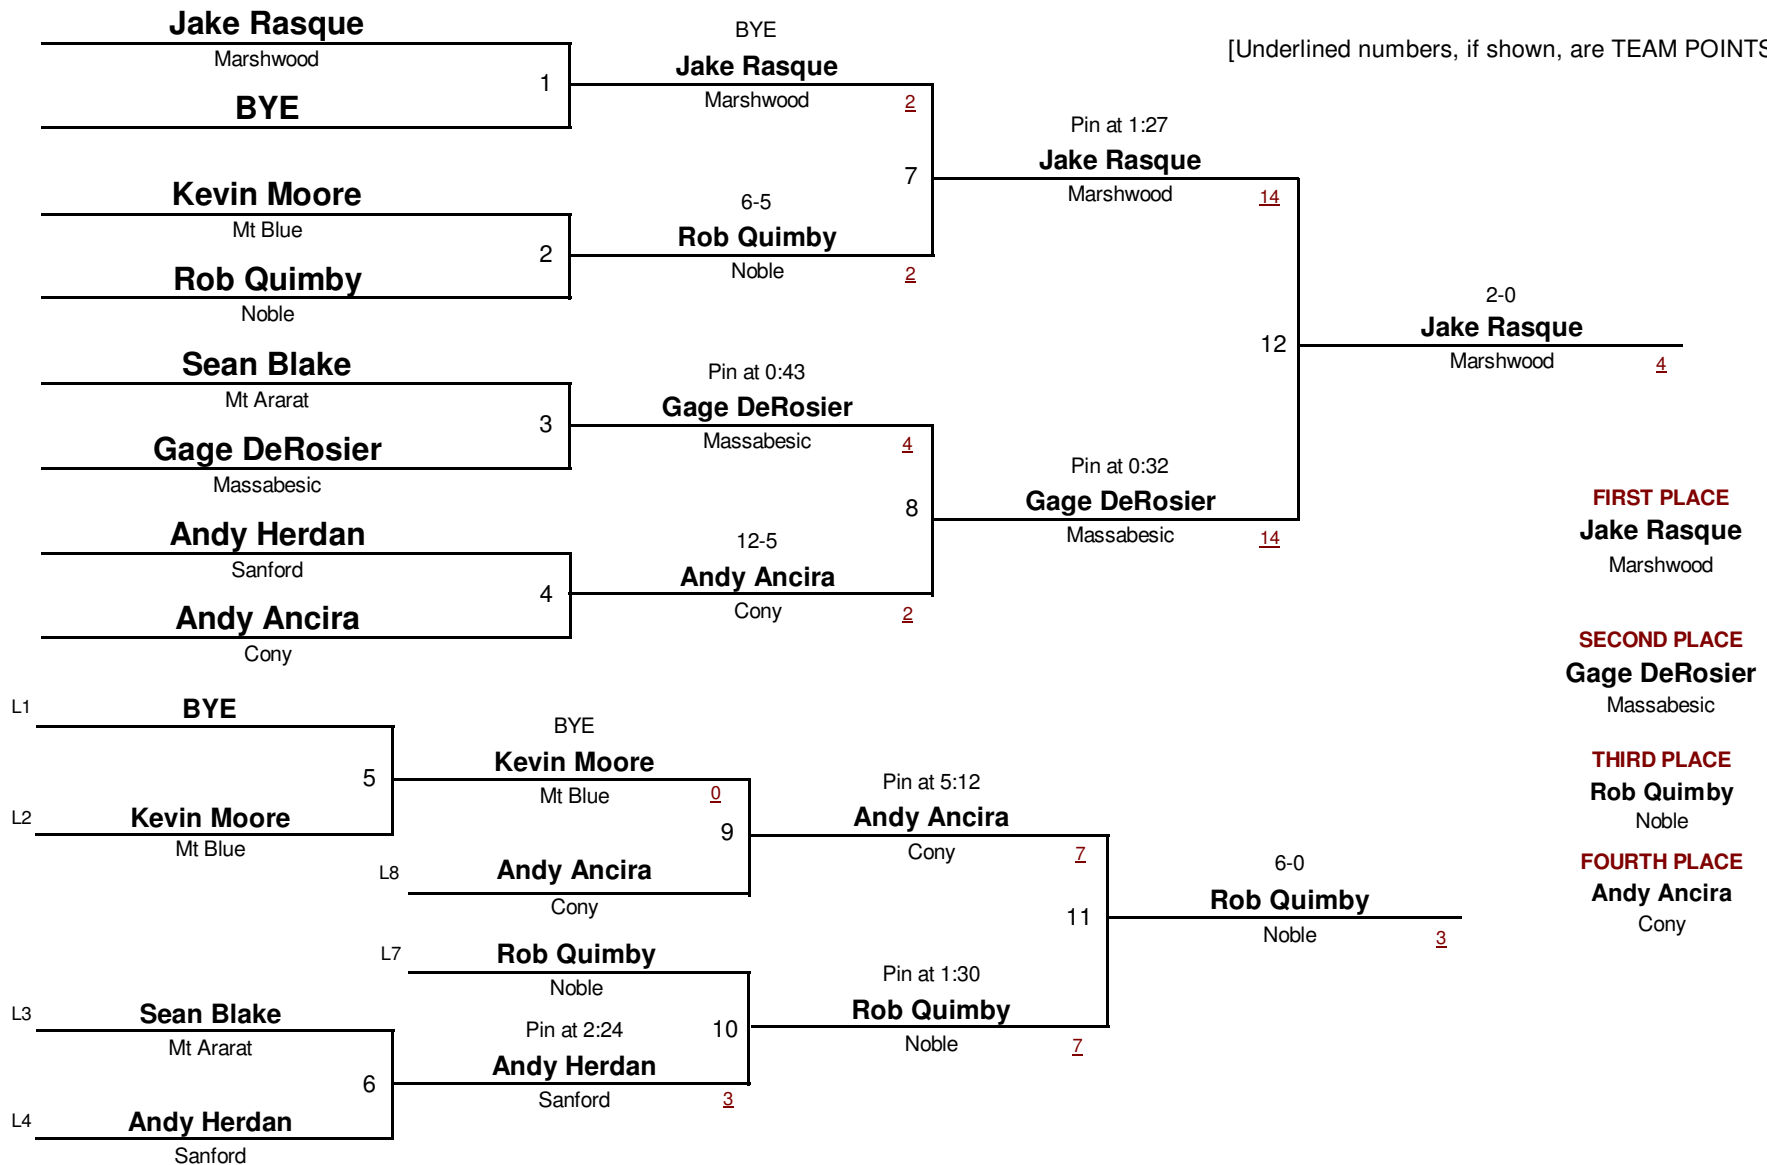 Jake Rasque
Marshwood
1
BYE
BYE
Jake Rasque
Marshwood
2
[Underlined numbers, if shown, are TEAM POINTS
Kevin Moore
Mt Blue
2
Rob Quimby
Noble
6-5
Rob Quimby
Noble
2
7
Pin at 1:27
Jake Rasque
Marshwood
14
Sean Blake
Mt Ararat
3
Gage DeRosier
Massabesic
Pin at 0:43
Gage DeRosier
Massabesic
4
Andy Herdan
Sanford
4
Andy Ancira
Cony
12-5
Andy Ancira
Cony
2
8
Pin at 0:32
Gage DeRosier
Massabesic
14
12
2-0
Jake Rasque
Marshwood
4
FIRST PLACE
Jake Rasque
Marshwood
SECOND PLACE
Gage DeRosier
Massabesic
THIRD PLACE
Rob Quimby
Noble
FOURTH PLACE
Andy Ancira
Cony
L1
BYE
5
L2
Kevin Moore
Mt Blue
BYE
Kevin Moore
Mt Blue
0
9
L8
Andy Ancira
Cony
Pin at 5:12
Andy Ancira
Cony
7
L7
Rob Quimby
Noble
10
L3
Sean Blake
Mt Ararat
6
L4
Andy Herdan
Sanford
Pin at 2:24
Andy Herdan
Sanford
3
Pin at 1:30
Rob Quimby
Noble
7
11
6-0
Rob Quimby
Noble
3